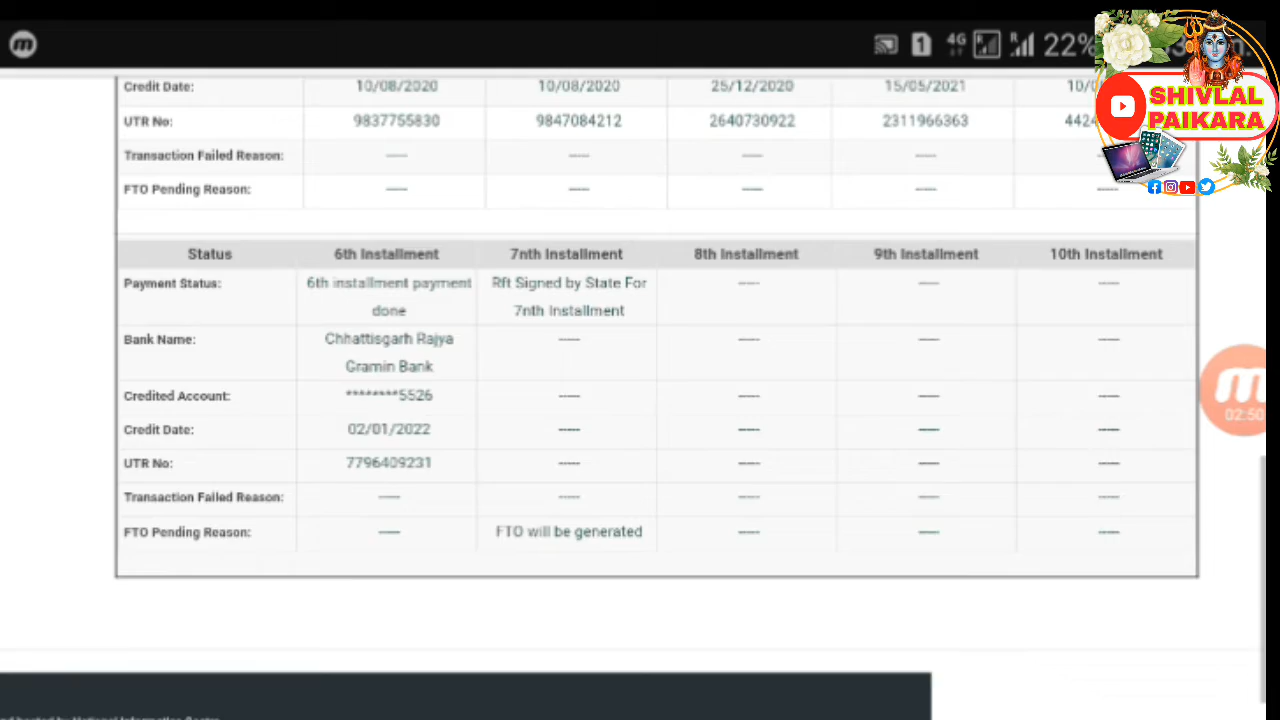 m 1 4G R R 22%
SHIVLAL
PAIKARA
Credit Date: 10/08/2020 10/08/2020 25/12/2020 15/05/2021
UTR No: 9837755830 9847084212 2640730922 2311966363
Transaction Failed Reason: ---- ---- ---- ---- ----
FTO Pending Reason: ---- ---- ---- ---- ----
Status 6th Installment 7nth Installment 8th Installment 9th Installment 10th Installment
Payment Status: 6th installment payment Rft Signed by State For ---- ---- ----
done 7nth Installment
Bank Name: Chhattisgarh Rajya ---- ---- ---- ----
Gramin Bank
Credited Account: ********5526 ---- ---- ---- ----
Credit Date: 02/01/2022 ---- ---- ---- ----
UTR No: 7796409231 ---- ---- ---- ----
Transaction Failed Reason: ---- ---- ---- ---- ----
FTO Pending Reason: ---- FTO will be generated ---- ---- ----
m
02:50